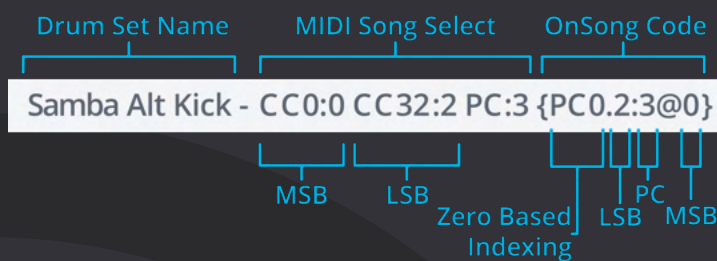 Drum Set Name MIDI Song Select OnSong Code
Samba Alt Kick - CC0:0 CC32:2 PC:3 {PC0.2:3@0}
MSB LSB PC
Zero Based LSB MSB
Indexing